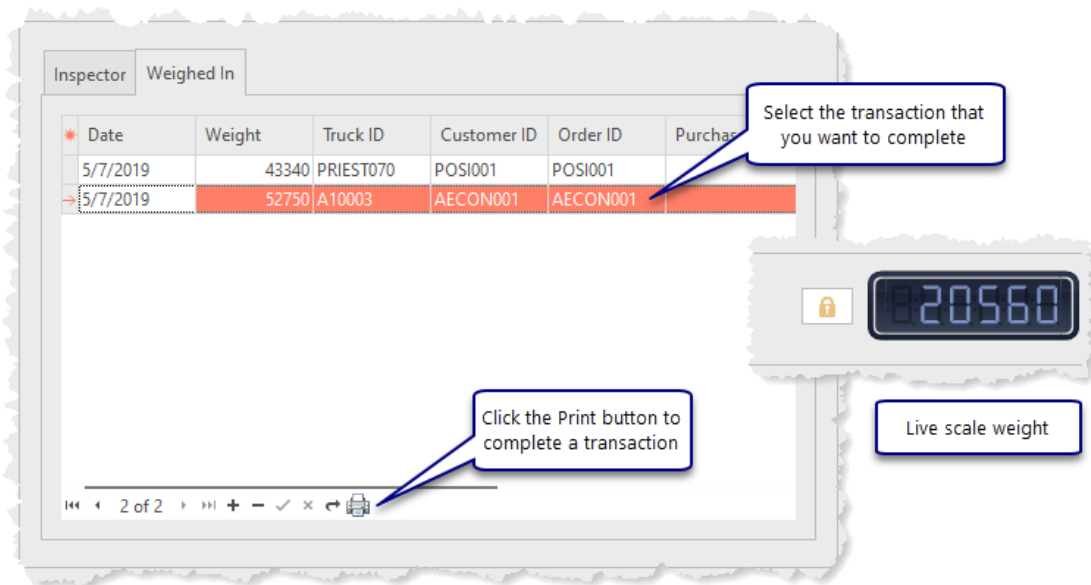 Inspector Weighed In
Select the transaction that
you want to complete
Date Weight Truck ID Customer ID Order ID Purchas
5/7/2019 43340 PRIEST070 POSI001 POSI001
5/7/2019 52750 A10003 AECON001 AECON001
20560
Click the Print button to
complete a transaction
Live scale weight
2 of 2